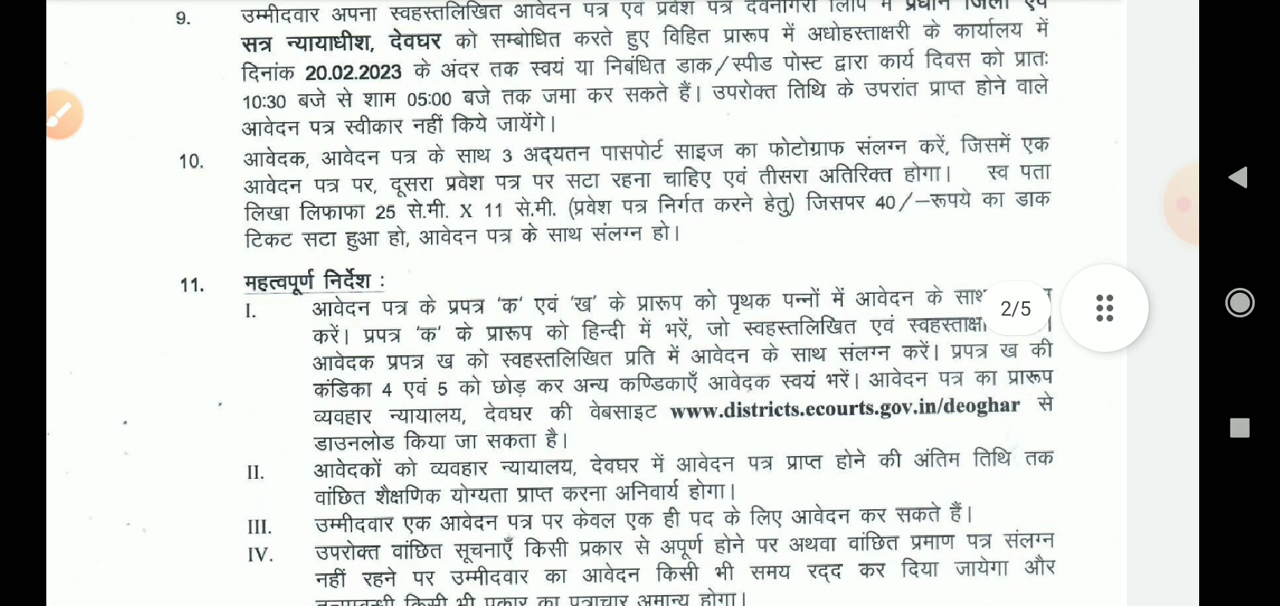 9. उम्मीदवार अपना स्वहस्तलिखित आवेदन पत्र एवं प्रवेश पत्र देवनागरी लिपि में प्रधान जिला एवं
सत्र न्यायाधीश, देवघर को सम्बोधित करते हुए विहित प्रारूप में अधोहस्ताक्षरी के कार्यालय में
दिनांक 20.02.2023 के अंदर तक स्वयं या निबंधित डाक/स्पीड पोस्ट द्वारा कार्य दिवस को प्रातः
10:30 बजे से शाम 05:00 बजे तक जमा कर सकते हैं। उपरोक्त तिथि के उपरांत प्राप्त होने वाले
आवेदन पत्र स्वीकार नहीं किये जायेंगे।
10. आवेदक, आवेदन पत्र के साथ 3 अद्यतन पासपोर्ट साइज का फोटोग्राफ संलग्न करें, जिसमें एक
आवेदन पत्र पर, दूसरा प्रवेश पत्र पर सटा रहना चाहिए एवं तीसरा अतिरिक्त होगा। स्व पता
लिखा लिफाफा 25 से.मी. X 11 से.मी. (प्रवेश पत्र निर्गत करने हेतु) जिसपर 40/-रूपये का डाक
टिकट सटा हुआ हो, आवेदन पत्र के साथ संलग्न हो।
11. महत्वपूर्ण निर्देश :
I. आवेदन पत्र के प्रपत्र 'क' एवं 'ख' के प्रारूप को पृथक पन्नों में आवेदन के साथ
2/5
करें। प्रपत्र 'क' के प्रारूप को हिन्दी में भरें, जो स्वहस्तलिखित एवं
आवेदक प्रपत्र ख को स्वहस्तलिखित प्रति में आवेदन के साथ संलग्न करें। प्रपत्र ख की
कंडिका 4 एवं 5 को छोड़ कर अन्य कण्डिकाएँ आवेदक स्वयं भरें। आवेदन पत्र का प्रारूप
व्यवहार न्यायालय, देवघर की वेबसाइट www.districts.ecourts.gov.in/deoghar से
डाउनलोड किया जा सकता है।
II. आवेदकों को व्यवहार न्यायालय, देवघर में आवेदन पत्र प्राप्त होने की अंतिम तिथि तक
वांछित शैक्षणिक योग्यता प्राप्त करना अनिवार्य होगा।
III. उम्मीदवार एक आवेदन पत्र पर केवल एक ही पद के लिए आवेदन कर सकते हैं।
IV. उपरोक्त वांछित सूचनाएँ किसी प्रकार से अपूर्ण होने पर अथवा वांछित प्रमाण पत्र संलग्न
नहीं रहने पर उम्मीदवार का आवेदन किसी भी समय रद्द कर दिया जायेगा और
किसी भी प्रकार का पत्राचार अमान्य होगा।